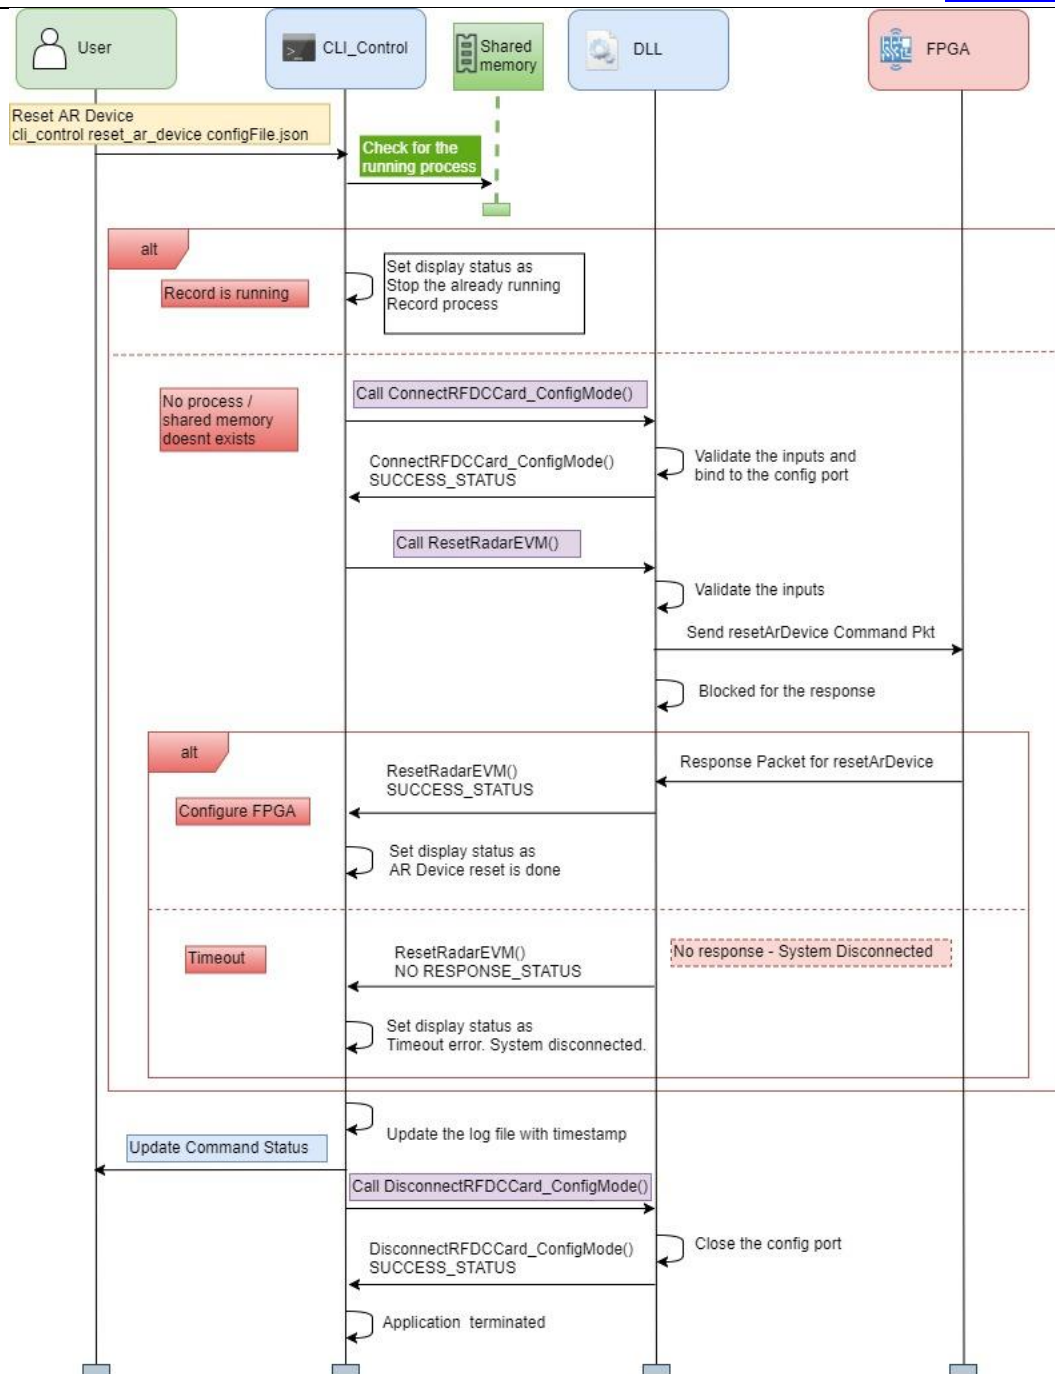 User
CLI_Control
Shared
memory
DLL
FPGA
Reset AR Device
cli_control reset_ar_device configFile.json
Check for the
running process
alt
Record is running
Set display status as
Stop the already running
Record process
No process /
shared memory
doesnt exists
Call ConnectRFDCCard_ConfigMode()
Validate the inputs and
bind to the config port
ConnectRFDCCard_ConfigMode()
SUCCESS_STATUS
Call ResetRadarEVM()
Validate the inputs
Send resetArDevice Command Pkt
Blocked for the response
alt
Response Packet for resetArDevice
ResetRadarEVM()
SUCCESS_STATUS
Configure FPGA
Set display status as
AR Device reset is done
Timeout
ResetRadarEVM()
NO RESPONSE_STATUS
No response - System Disconnected
Set display status as
Timeout error. System disconnected.
Update the log file with timestamp
Update Command Status
Call DisconnectRFDCCard_ConfigMode()
Close the config port
DisconnectRFDCCard_ConfigMode()
SUCCESS_STATUS
Application terminated